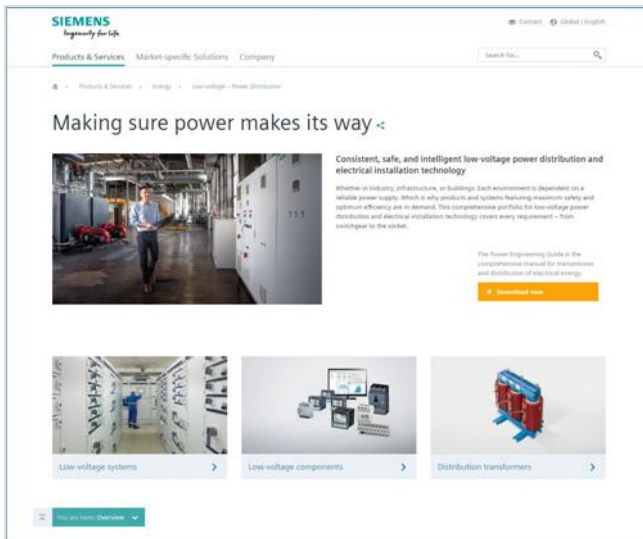 SIEMENS
Ingenuity for life
Contact Global | English
Products & Services Market-specific Solutions Company
Search for...
Products & Services Energy Low-voltage – Power distribution
Making sure power makes its way
Consistent, safe, and intelligent low-voltage power distribution and
electrical installation technology
Whether in industry, infrastructure, or buildings: Each environment is dependent on a
reliable power supply. Which is why products and systems featuring maximum safety and
optimum efficiency are in demand. This comprehensive portfolio for low-voltage power
distribution and electrical installation technology covers every requirement – from
switchgear to the socket.
The Power Engineering Guide is the
comprehensive manual for transmission
and distribution of electrical energy.
Download now
Low-voltage systems
Low-voltage components
Distribution transformers
You are here: Overview